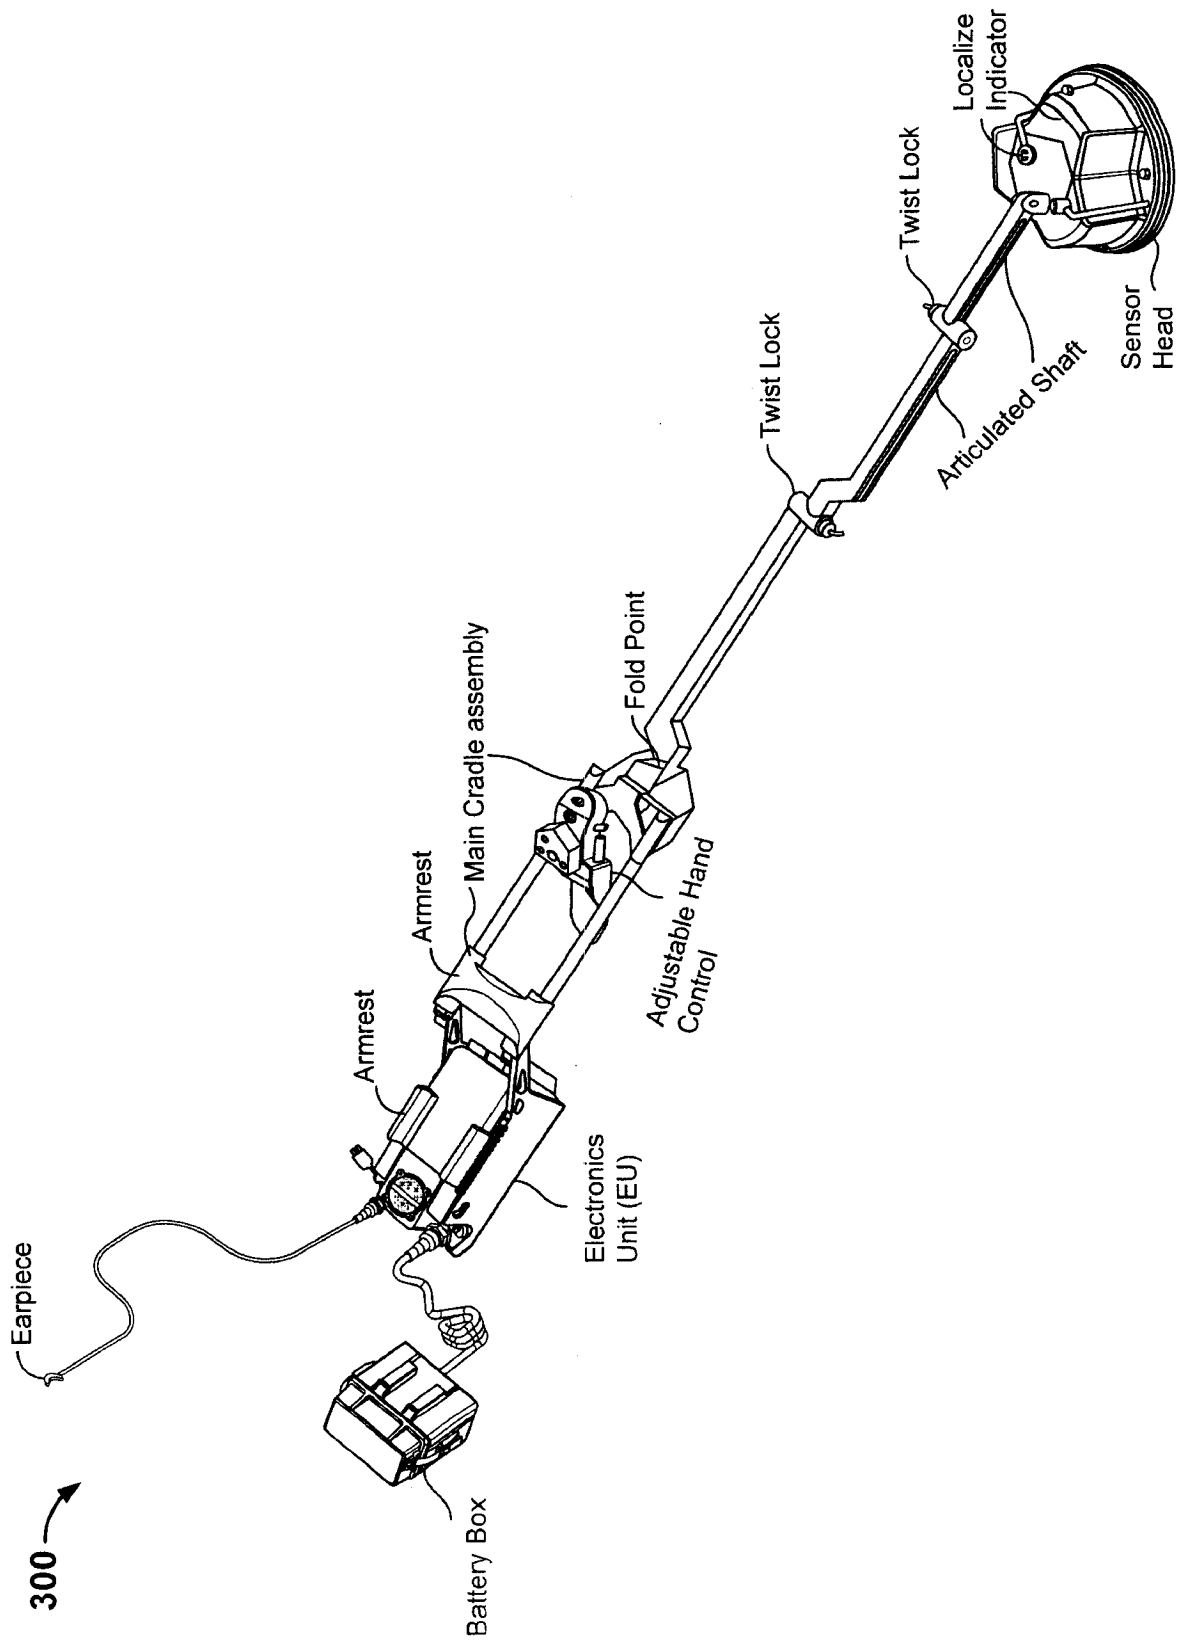 300
Earpiece
Battery Box
Armrest
Electronics
Unit (EU)
Armrest
Main Cradle assembly
Adjustable Hand
Control
Fold Point
Twist Lock
Twist Lock
Articulated Shaft
Localize
Indicator
Sensor
Head